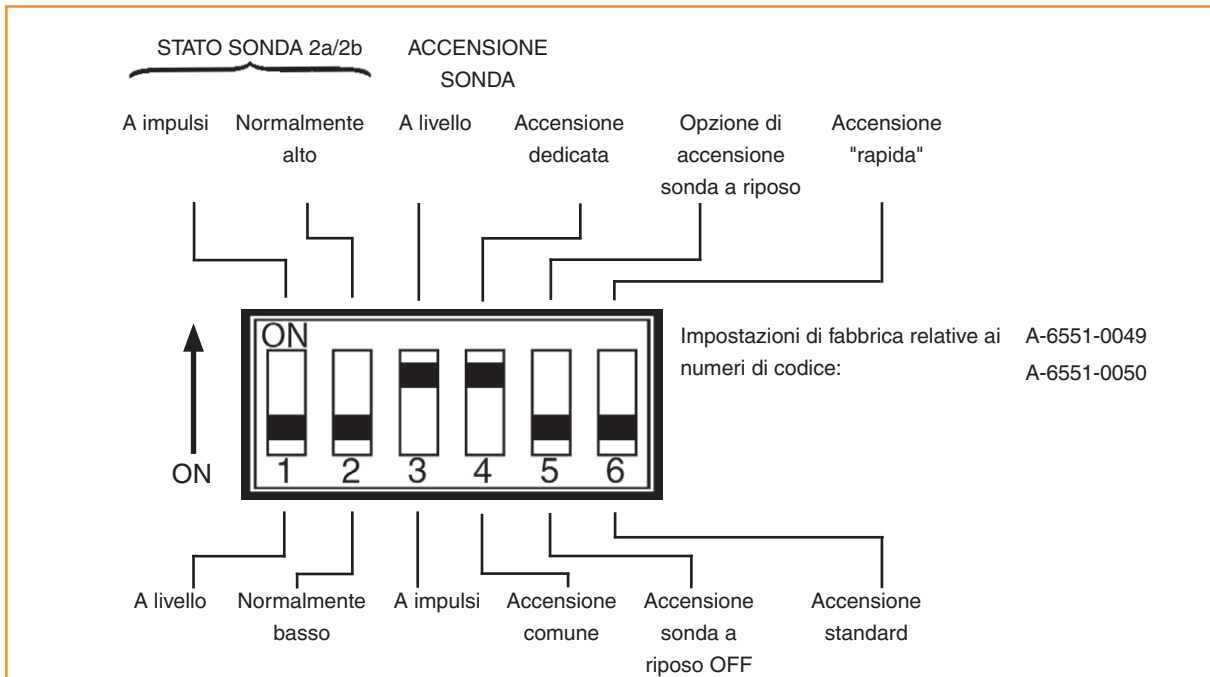 STATO SONDA 2a/2b
ACCENSIONE
SONDA
A impulsi
Normalmente
alto
A livello
Accensione
dedicata
Opzione di
accensione
sonda a riposo
Accensione
"rapida"
ON
ON
1 2 3 4 5 6
Impostazioni di fabbrica relative ai
numeri di codice:
A-6551-0049
A-6551-0050
A livello
Normalmente
basso
A impulsi
Accensione
comune
Accensione
sonda a
riposo OFF
Accensione
standard